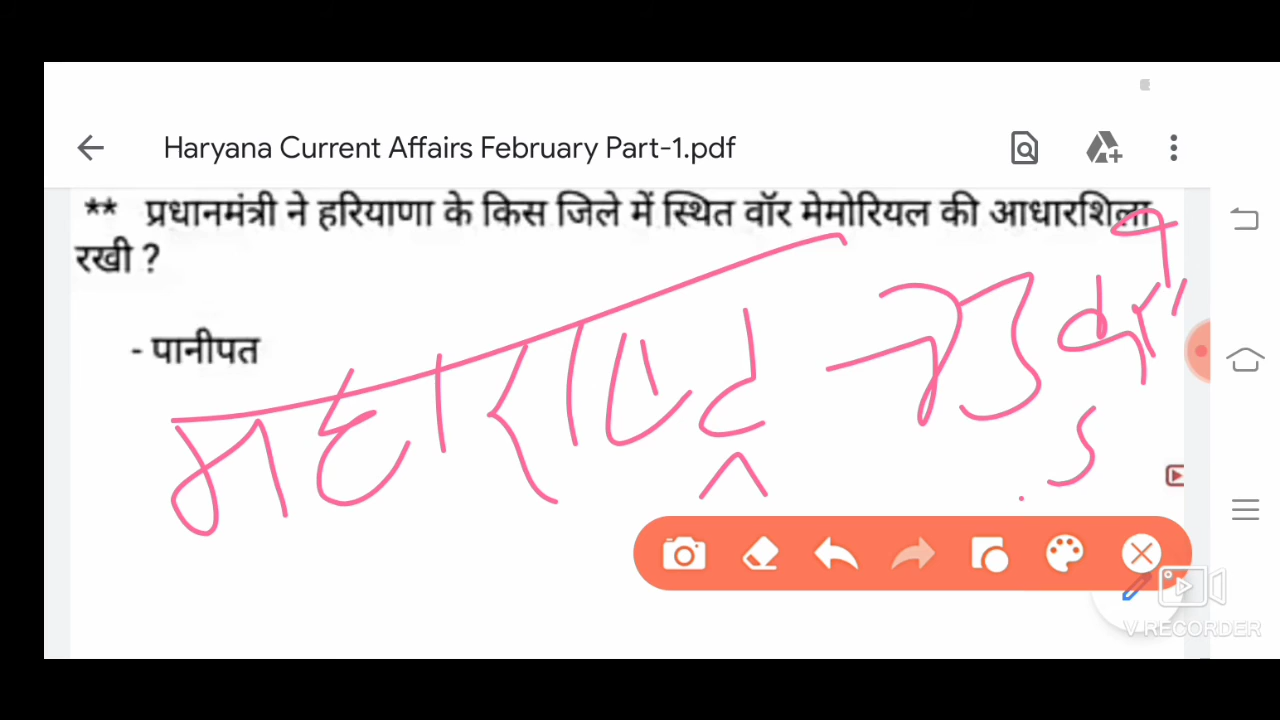 Haryana Current Affairs February Part-1.pdf
** प्रधानमंत्री ने हरियाणा के किस जिले में स्थित वॉर मेमोरियल की आधारशिला
रखी ?
- पानीपत
महाराष्ट्र
V RECORDER